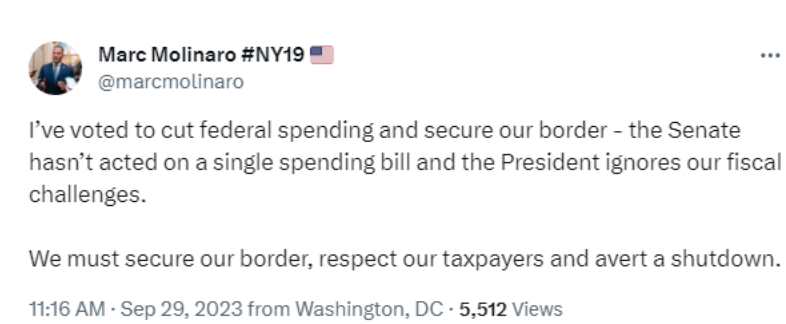 Marc Molinaro #NY19 🇺🇸
@marcmolinaro
I've voted to cut federal spending and secure our border – the Senate
hasn't acted on a single spending bill and the President ignores our fiscal
challenges.
We must secure our border, respect our taxpayers and avert a shutdown.
11:16 AM · Sep 29, 2023 from Washington, DC · 5,512 Views